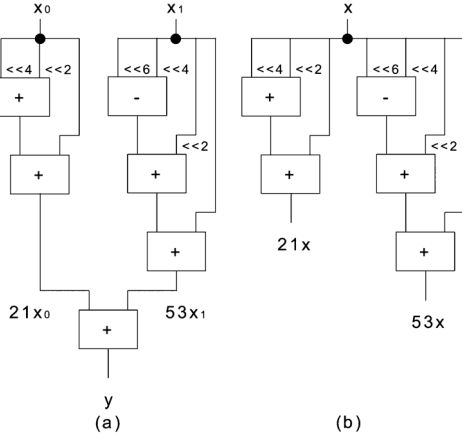 x0 x1 x
<<4 <<2 <<6 <<4 <<4 <<2 <<6 <<4
+ - + -
<<2 <<2
+ + + +
+ 21x +
21x0 53x1 53x
+
y
(a) (b)